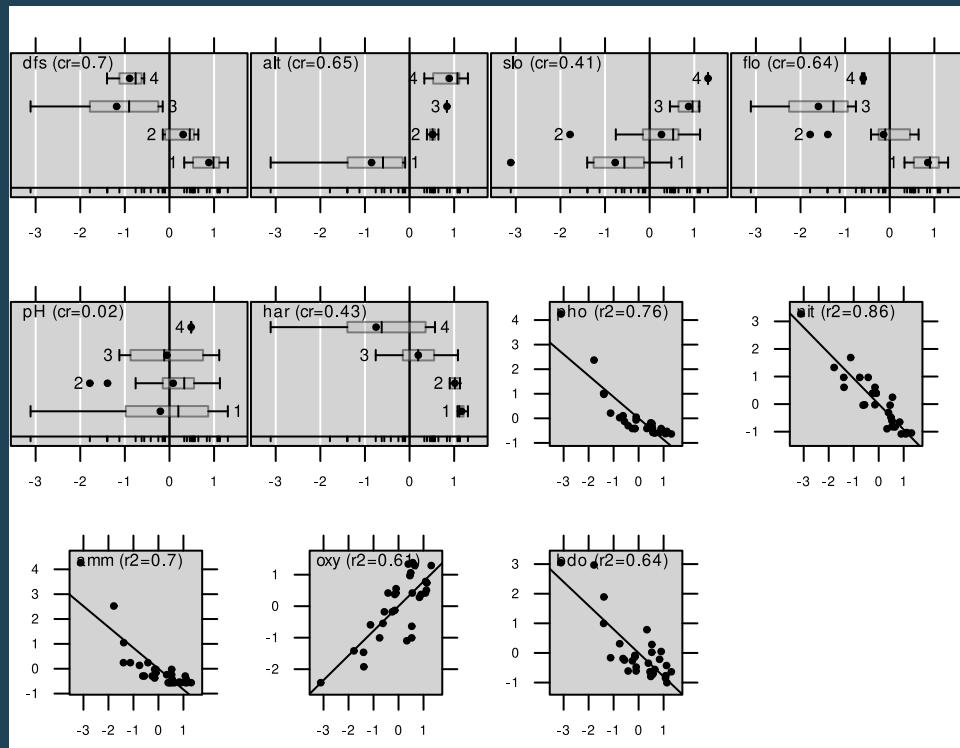 dfs (cr=0.7)
4
3
2
1
-3 -2 -1 0 1
alt (cr=0.65)
4
3
2
1
-3 -2 -1 0 1
slo (cr=0.41)
4
3
2
1
-3 -2 -1 0 1
flo (cr=0.64)
4
3
2
1
-3 -2 -1 0 1
pH (cr=0.02)
4
3
2
1
-3 -2 -1 0 1
har (cr=0.43)
4
3
2
1
-3 -2 -1 0 1
pho (r2=0.76)
4
3
2
1
0
-1
-3 -2 -1 0 1
nit (r2=0.86)
3
2
1
0
-1
-3 -2 -1 0 1
amm (r2=0.7)
4
3
2
1
0
-1
-3 -2 -1 0 1
oxy (r2=0.61)
1
0
-1
-2
-3 -2 -1 0 1
bdo (r2=0.64)
3
2
1
0
-1
-3 -2 -1 0 1